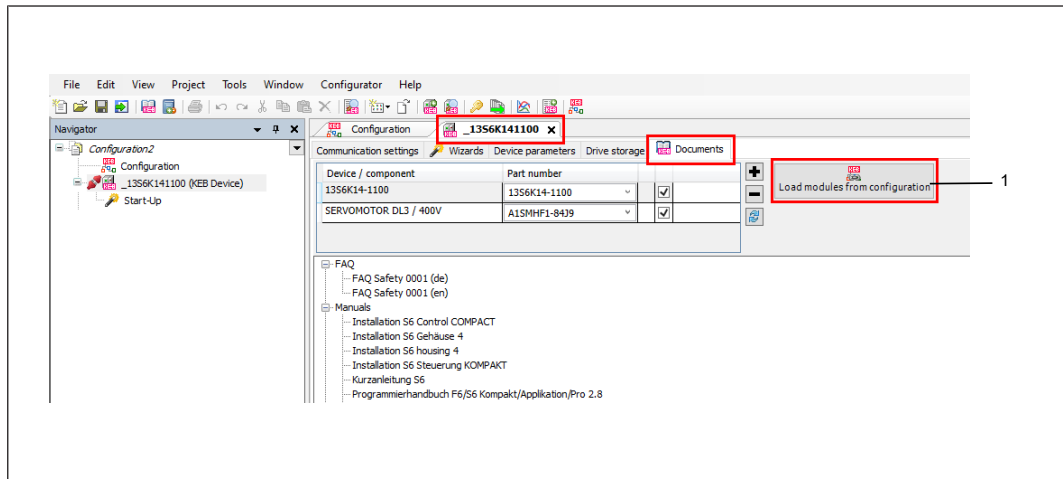 File Edit View Project Tools Window Configurator Help
Navigator
Configuration _13S6K141100 x
Configuration2
Configuration
_13S6K141100 (KEB Device)
Start-Up
Communication settings Wizards Device parameters Drive storage Documents
Device / component Part number
13S6K14-1100 13S6K14-1100
SERVOMOTOR DL3 / 400V A1SMHF1-84J9
Load modules from configuration
1
FAQ
FAQ Safety 0001 (de)
FAQ Safety 0001 (en)
Manuals
Installation S6 Control COMPACT
Installation S6 Gehäuse 4
Installation S6 housing 4
Installation S6 Steuerung KOMPAKT
Kurzanleitung S6
Programmierhandbuch F6/S6 Kompakt/Applikation/Pro 2.8